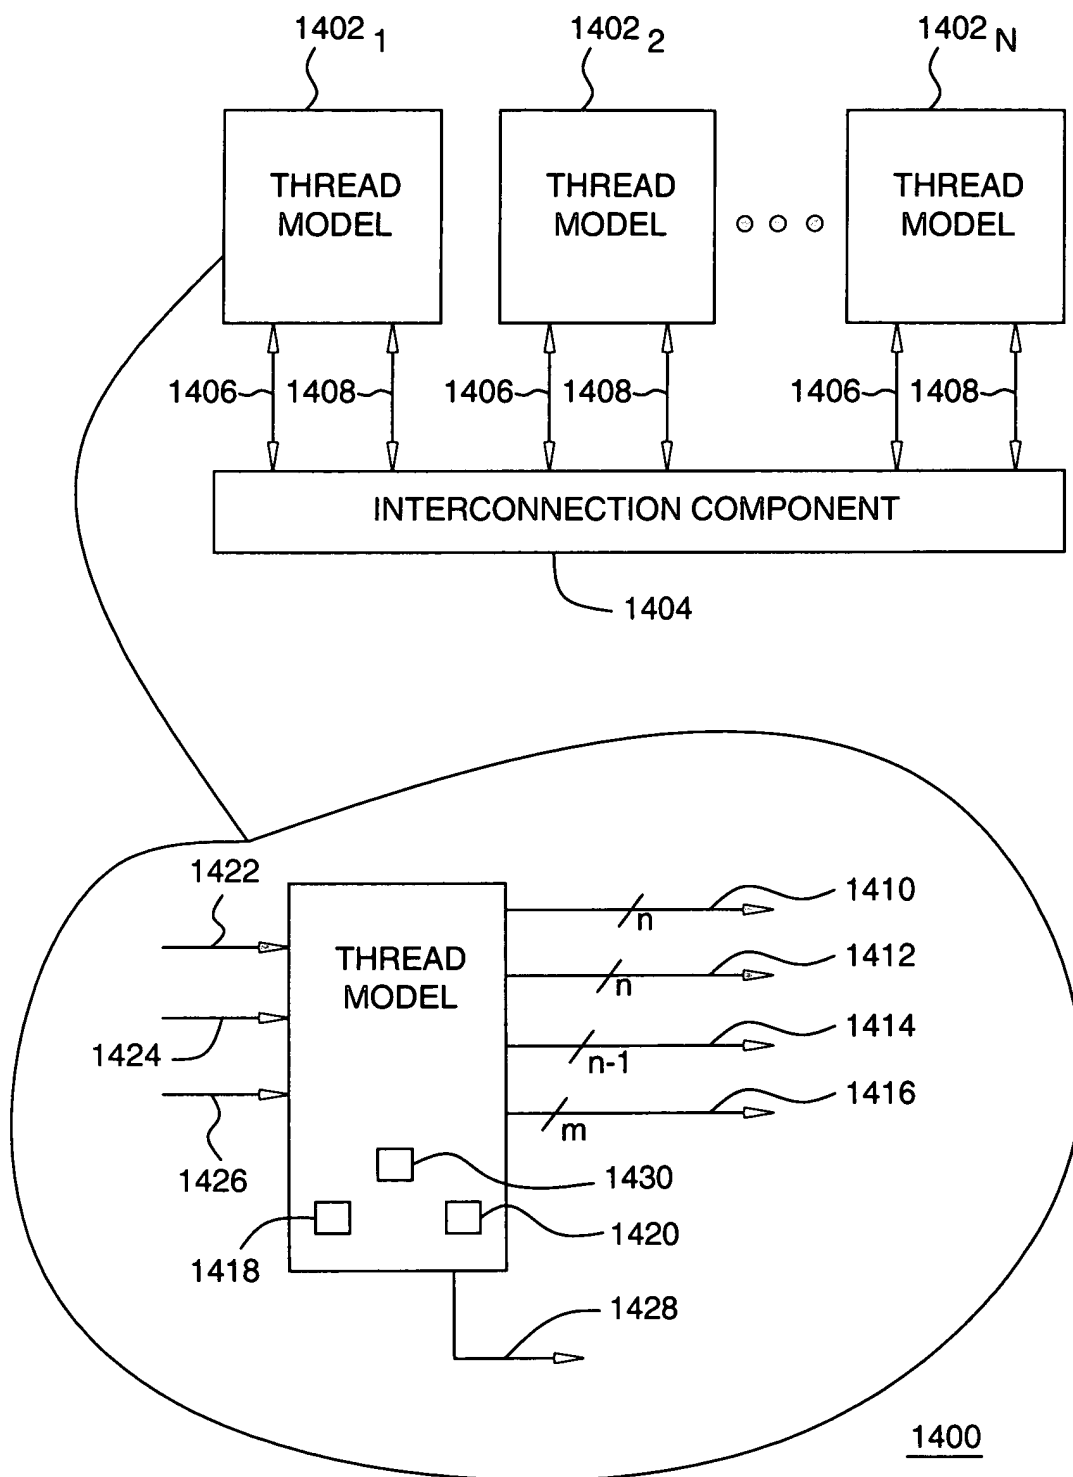 1402 1
1402 2
1402 N
THREAD
MODEL
THREAD
MODEL
THREAD
MODEL
1406
1408
1406
1408
1406
1408
INTERCONNECTION COMPONENT
1404
1422
1424
1426
THREAD
MODEL
n
1410
n
1412
n-1
1414
m
1416
1430
1418
1420
1428
1400